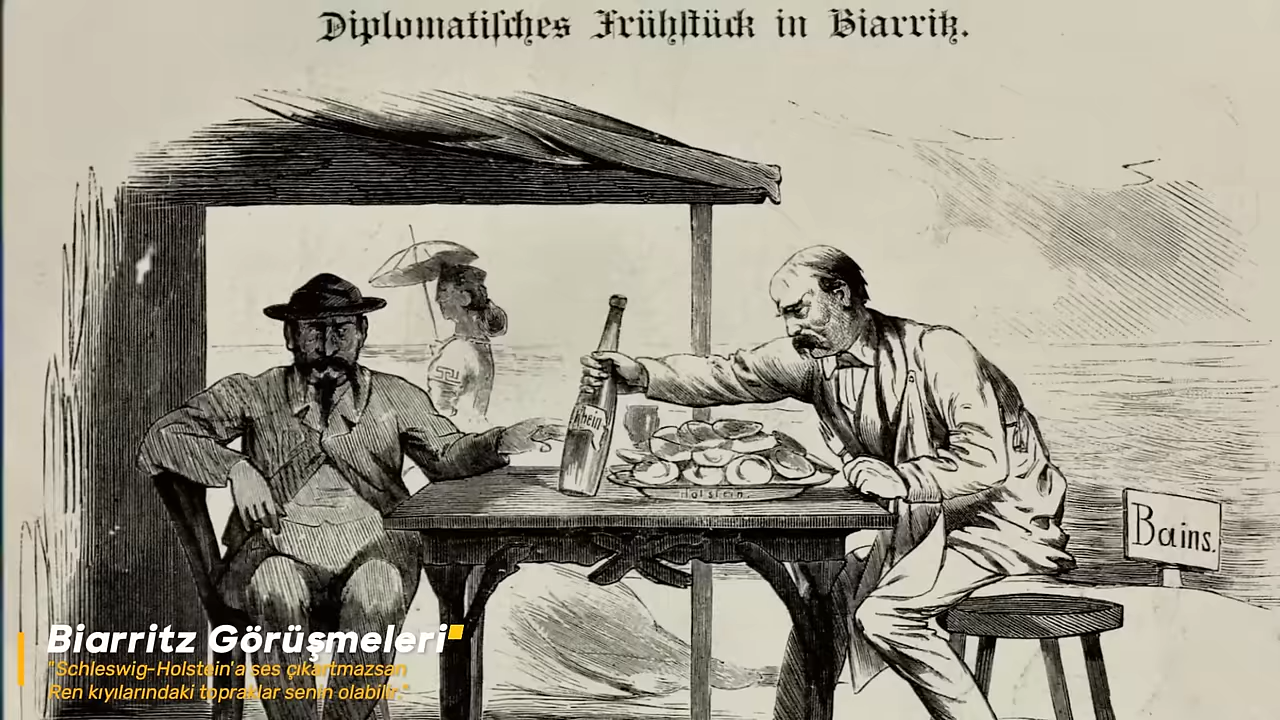 Diplomatiſches Frühſtück in Biarritz.
Rhein
Holstein.
Bains.
Biarritz Görüşmeleri
"Schleswig-Holstein'a ses çıkartmazsan
Ren kıyılarındaki topraklar senin olabilir."